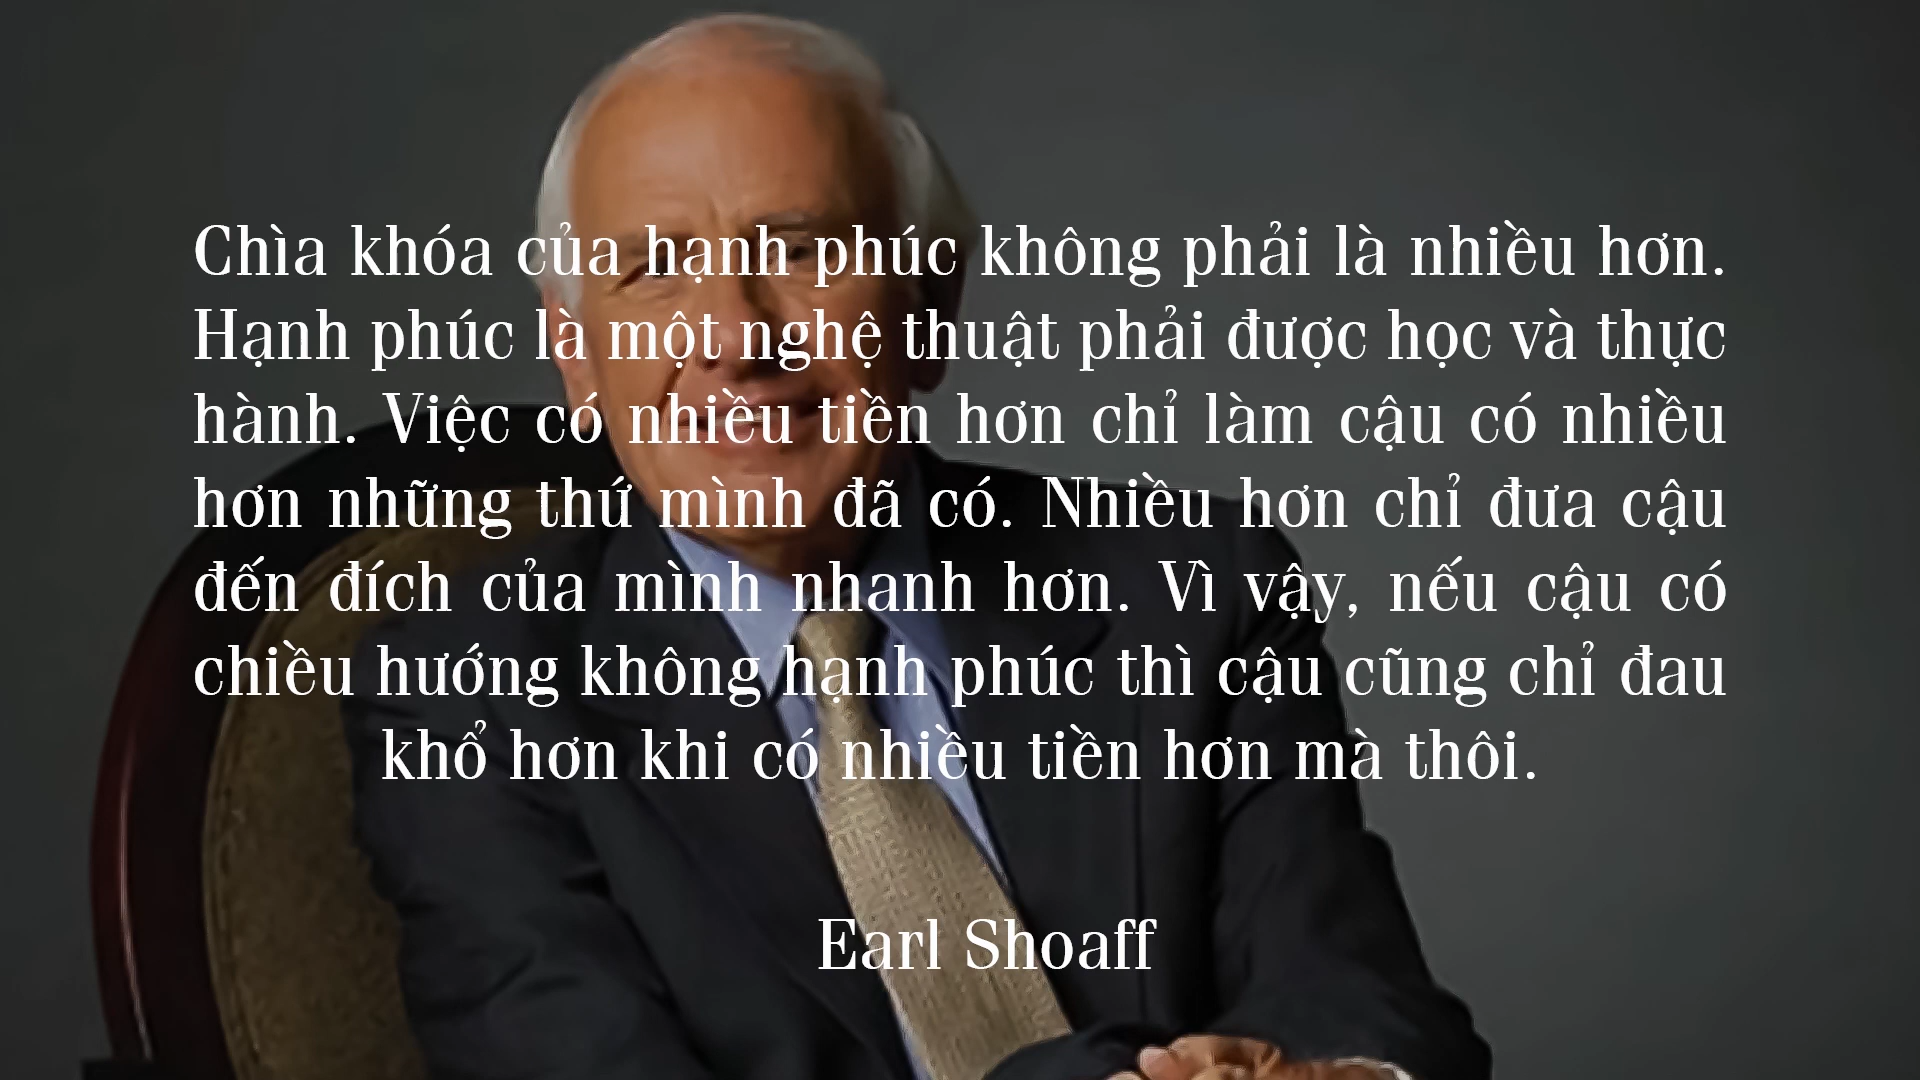 Chìa khóa của hạnh phúc không phải là nhiều hơn.
Hạnh phúc là một nghệ thuật phải được học và thực
hành. Việc có nhiều tiền hơn chỉ làm cậu có nhiều
hơn những thứ mình đã có. Nhiều hơn chỉ đưa cậu
đến đích của mình nhanh hơn. Vì vậy, nếu cậu có
chiều hướng không hạnh phúc thì cậu cũng chỉ đau
khổ hơn khi có nhiều tiền hơn mà thôi.
Earl Shoaff